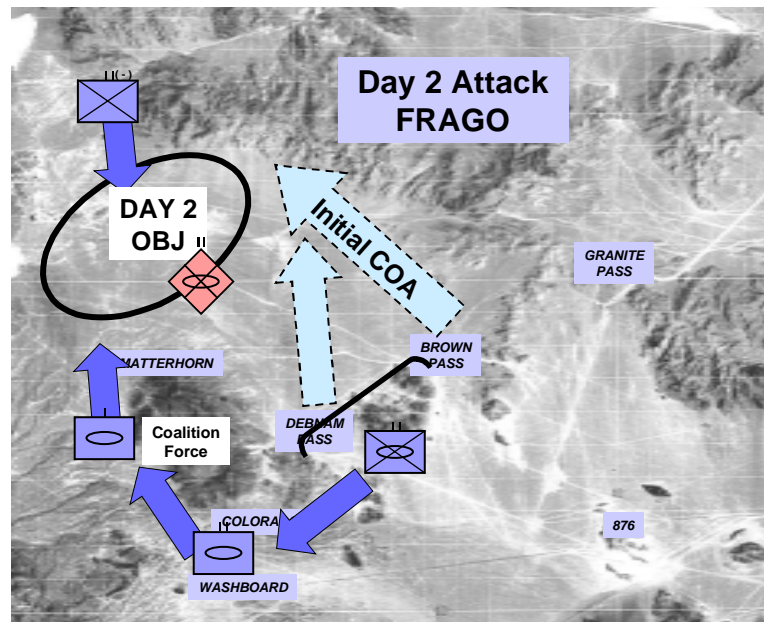 (-)
Day 2 Attack
FRAGO
DAY 2
OBJ
Initial COA
GRANITE
PASS
BROWN
PASS
MATTERHORN
DEBNAM
PASS
Coalition
Force
COLORA
876
WASHBOARD